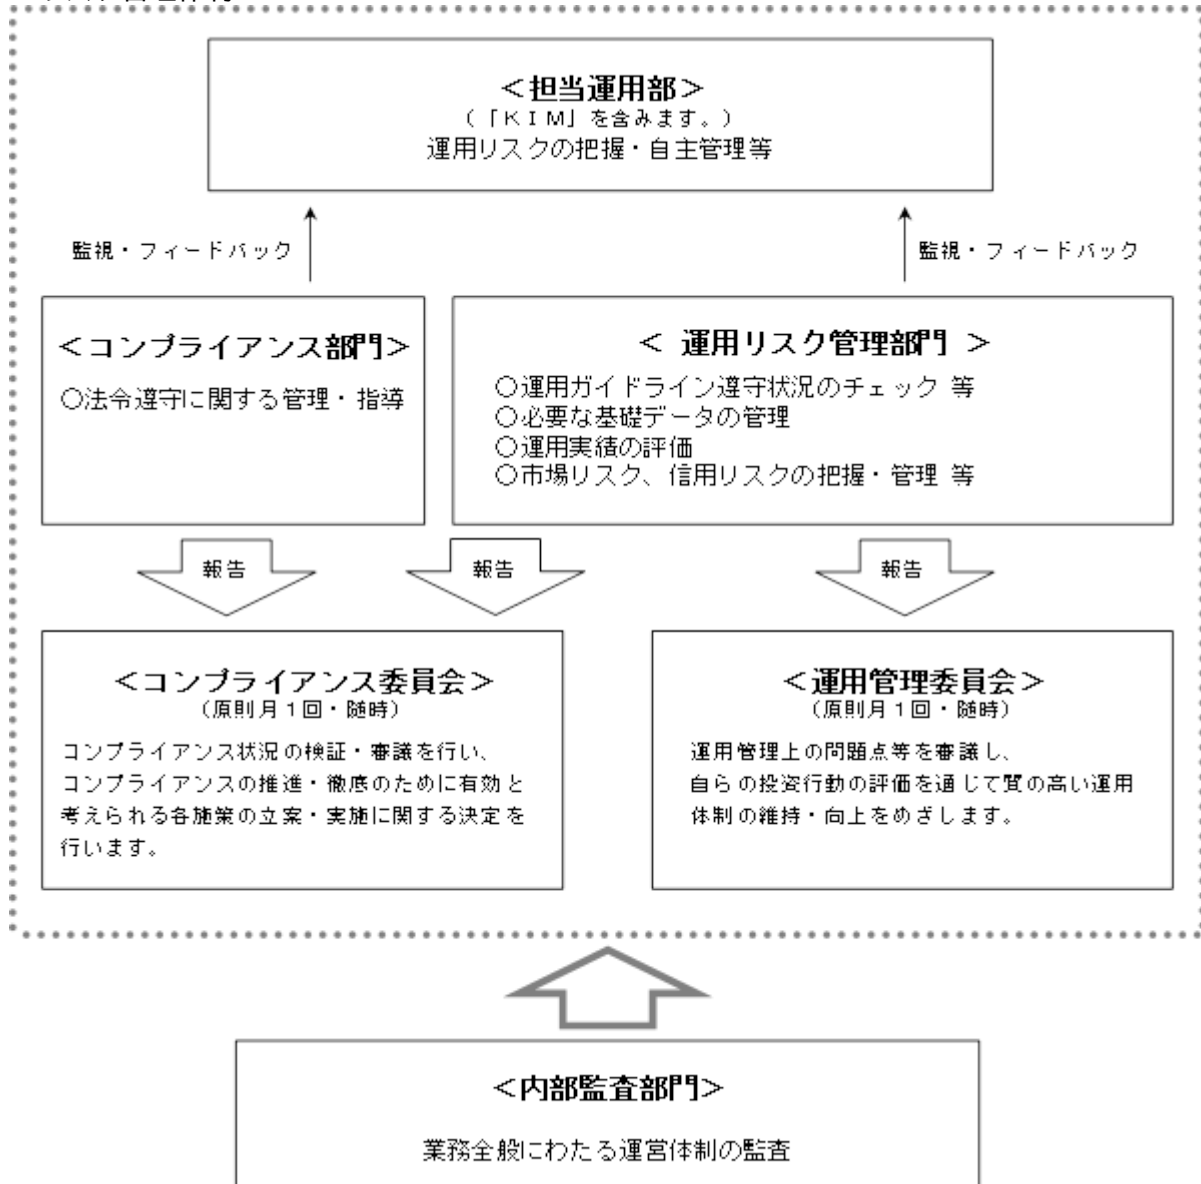 ＜担当運用部＞
（「ＫＩＭ」を含みます。）
運用リスクの把握・自主管理等
監視・フィードバック
監視・フィードバック
＜コンプライアンス部門＞
○法令遵守に関する管理・指導
＜ 運用リスク管理部門 ＞
○運用ガイドライン遵守状況のチェック 等
○必要な基礎データの管理
○運用実績の評価
○市場リスク、信用リスクの把握・管理 等
報告
報告
報告
＜コンプライアンス委員会＞
（原則月１回・随時）
コンプライアンス状況の検証・審議を行い、
コンプライアンスの推進・徹底のために有効と
考えられる各施策の立案・実施に関する決定を
行います。
＜運用管理委員会＞
（原則月１回・随時）
運用管理上の問題点等を審議し、
自らの投資行動の評価を通じて質の高い運用
体制の維持・向上をめざします。
＜内部監査部門＞
業務全般にわたる運営体制の監査